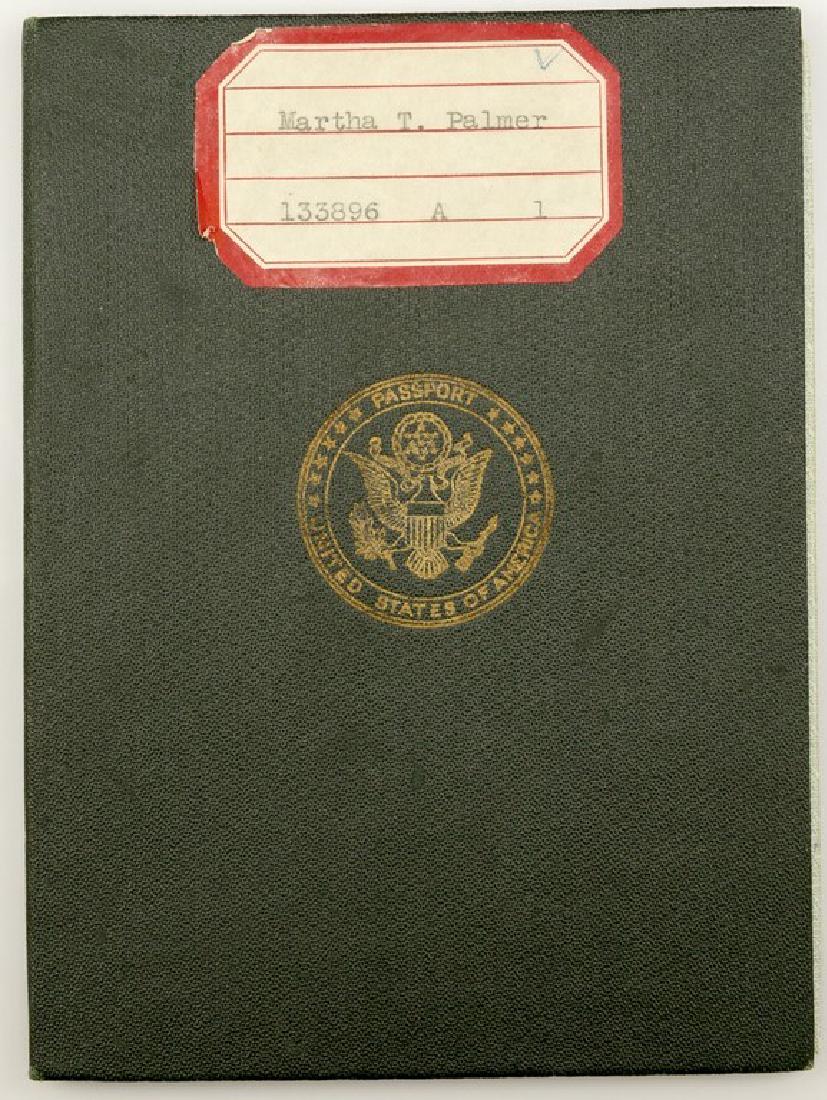 Martha T. Palmer
133896 A 1
PASSPORT
UNITED STATES OF AMERICA